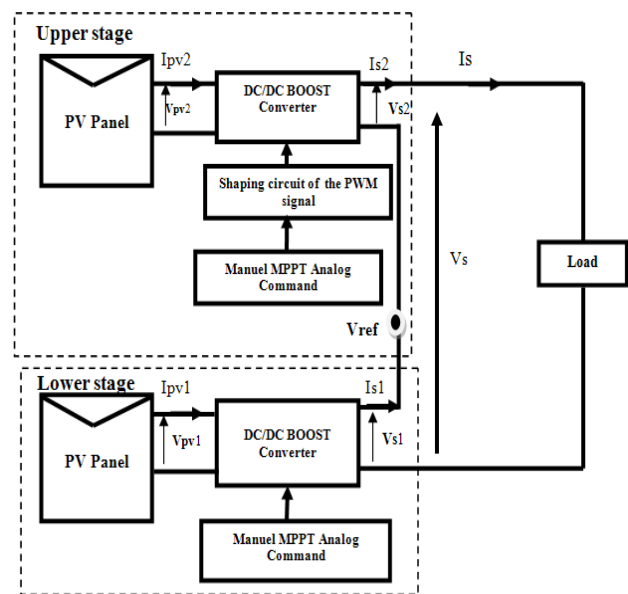 Upper stage
Ipv2
Is2
Is
PV Panel
Vpv2
DC/DC BOOST
Converter
Vs2
Shaping circuit of the PWM
signal
Manuel MPPT Analog
Command
Vs
Load
Vref
Lower stage
Ipv1
Is1
PV Panel
Vpv1
DC/DC BOOST
Converter
Vs1
Manuel MPPT Analog
Command